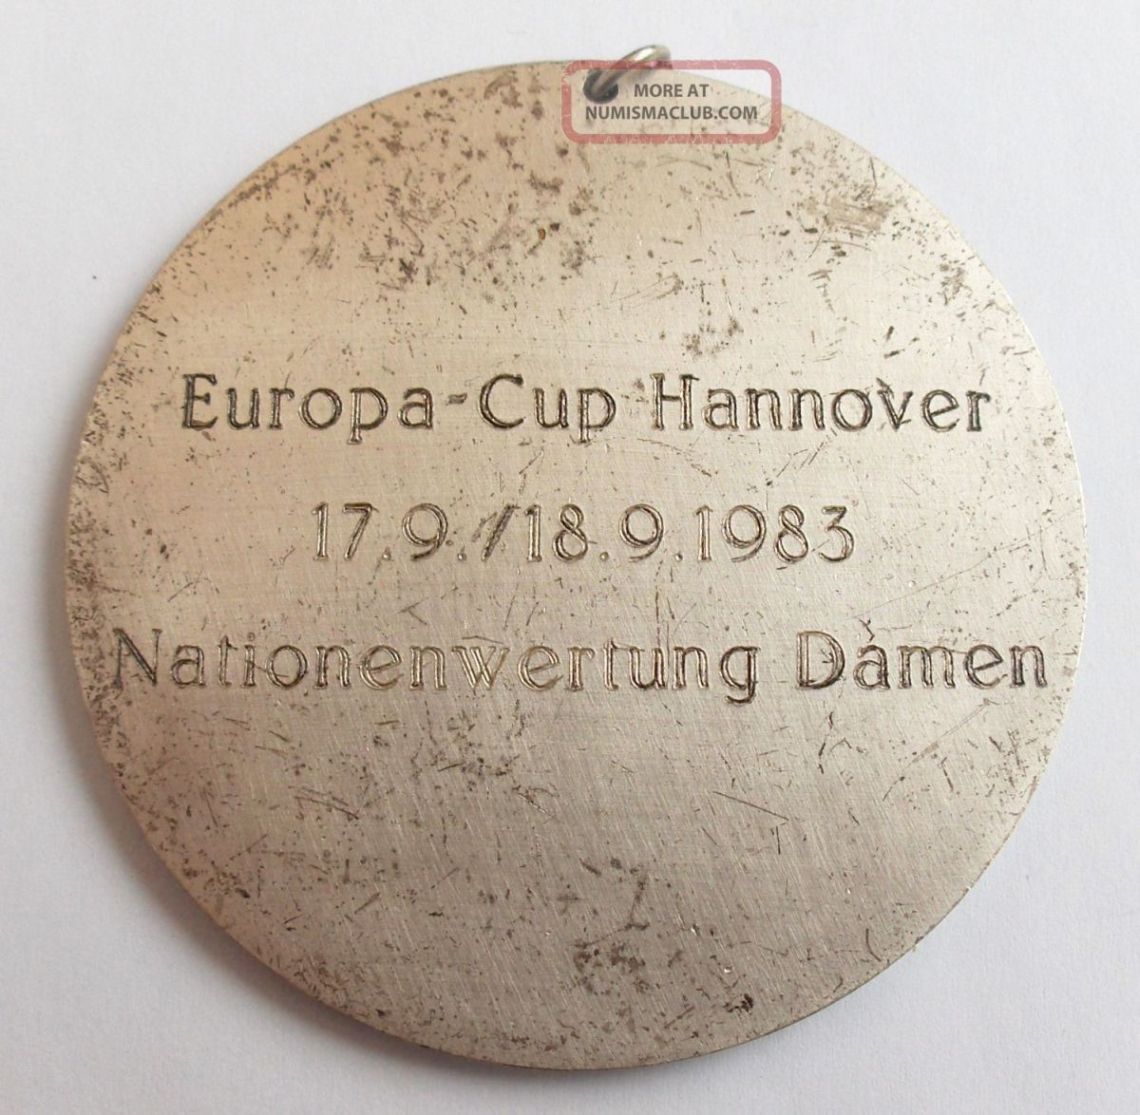 MORE AT
NUMISMACLUB.COM
Europa-Cup Hannover
17.9./18.9.1983
Nationenwertung Damen